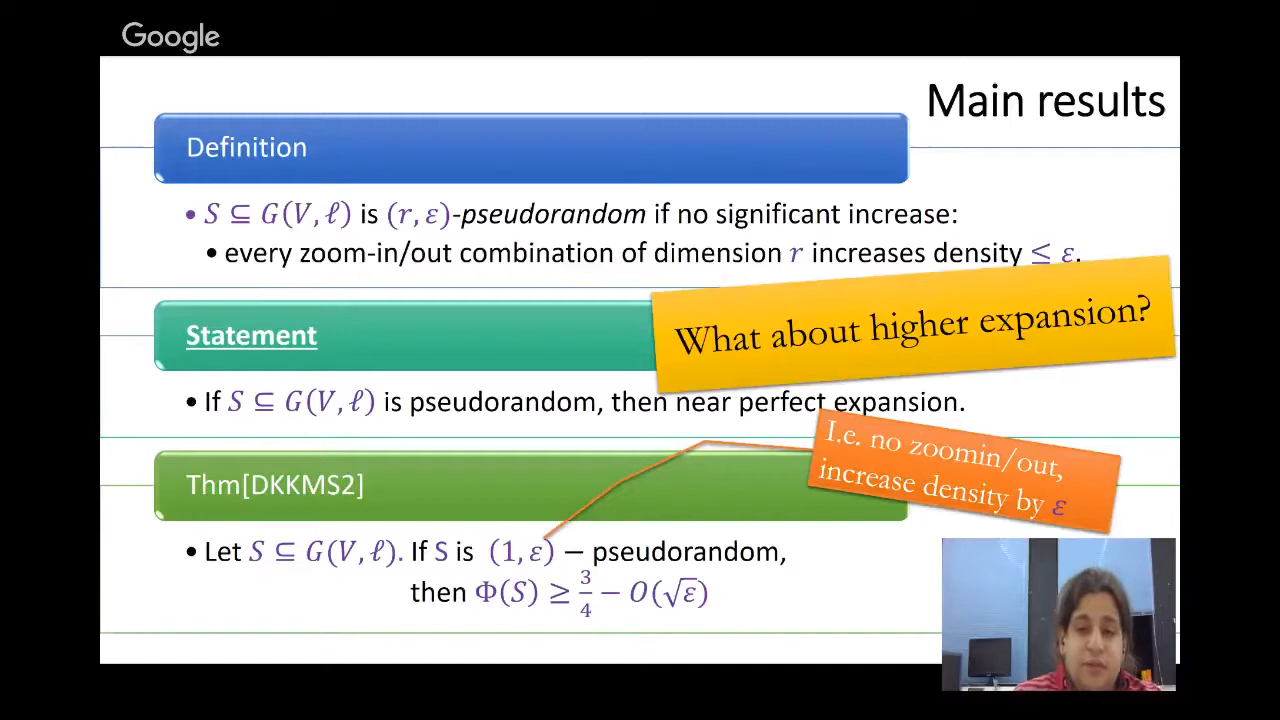 Google
Main results
Definition
• S ⊆ G(V, ℓ) is (r, ε)-pseudorandom if no significant increase:
• every zoom-in/out combination of dimension r increases density ≤ ε.
What about higher expansion?
Statement
• If S ⊆ G(V, ℓ) is pseudorandom, then near perfect expansion.
I.e. no zoomin/out,
increase density by ε
Thm[DKKMS2]
• Let S ⊆ G(V, ℓ). If S is (1, ε) − pseudorandom,
then Φ(S) ≥ 3/4 − O(√ε)